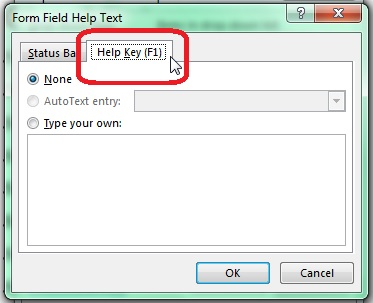 Form Field Help Text
?
Status Ba
Help Key (F1)
None
AutoText entry:
Type your own:
OK
Cancel